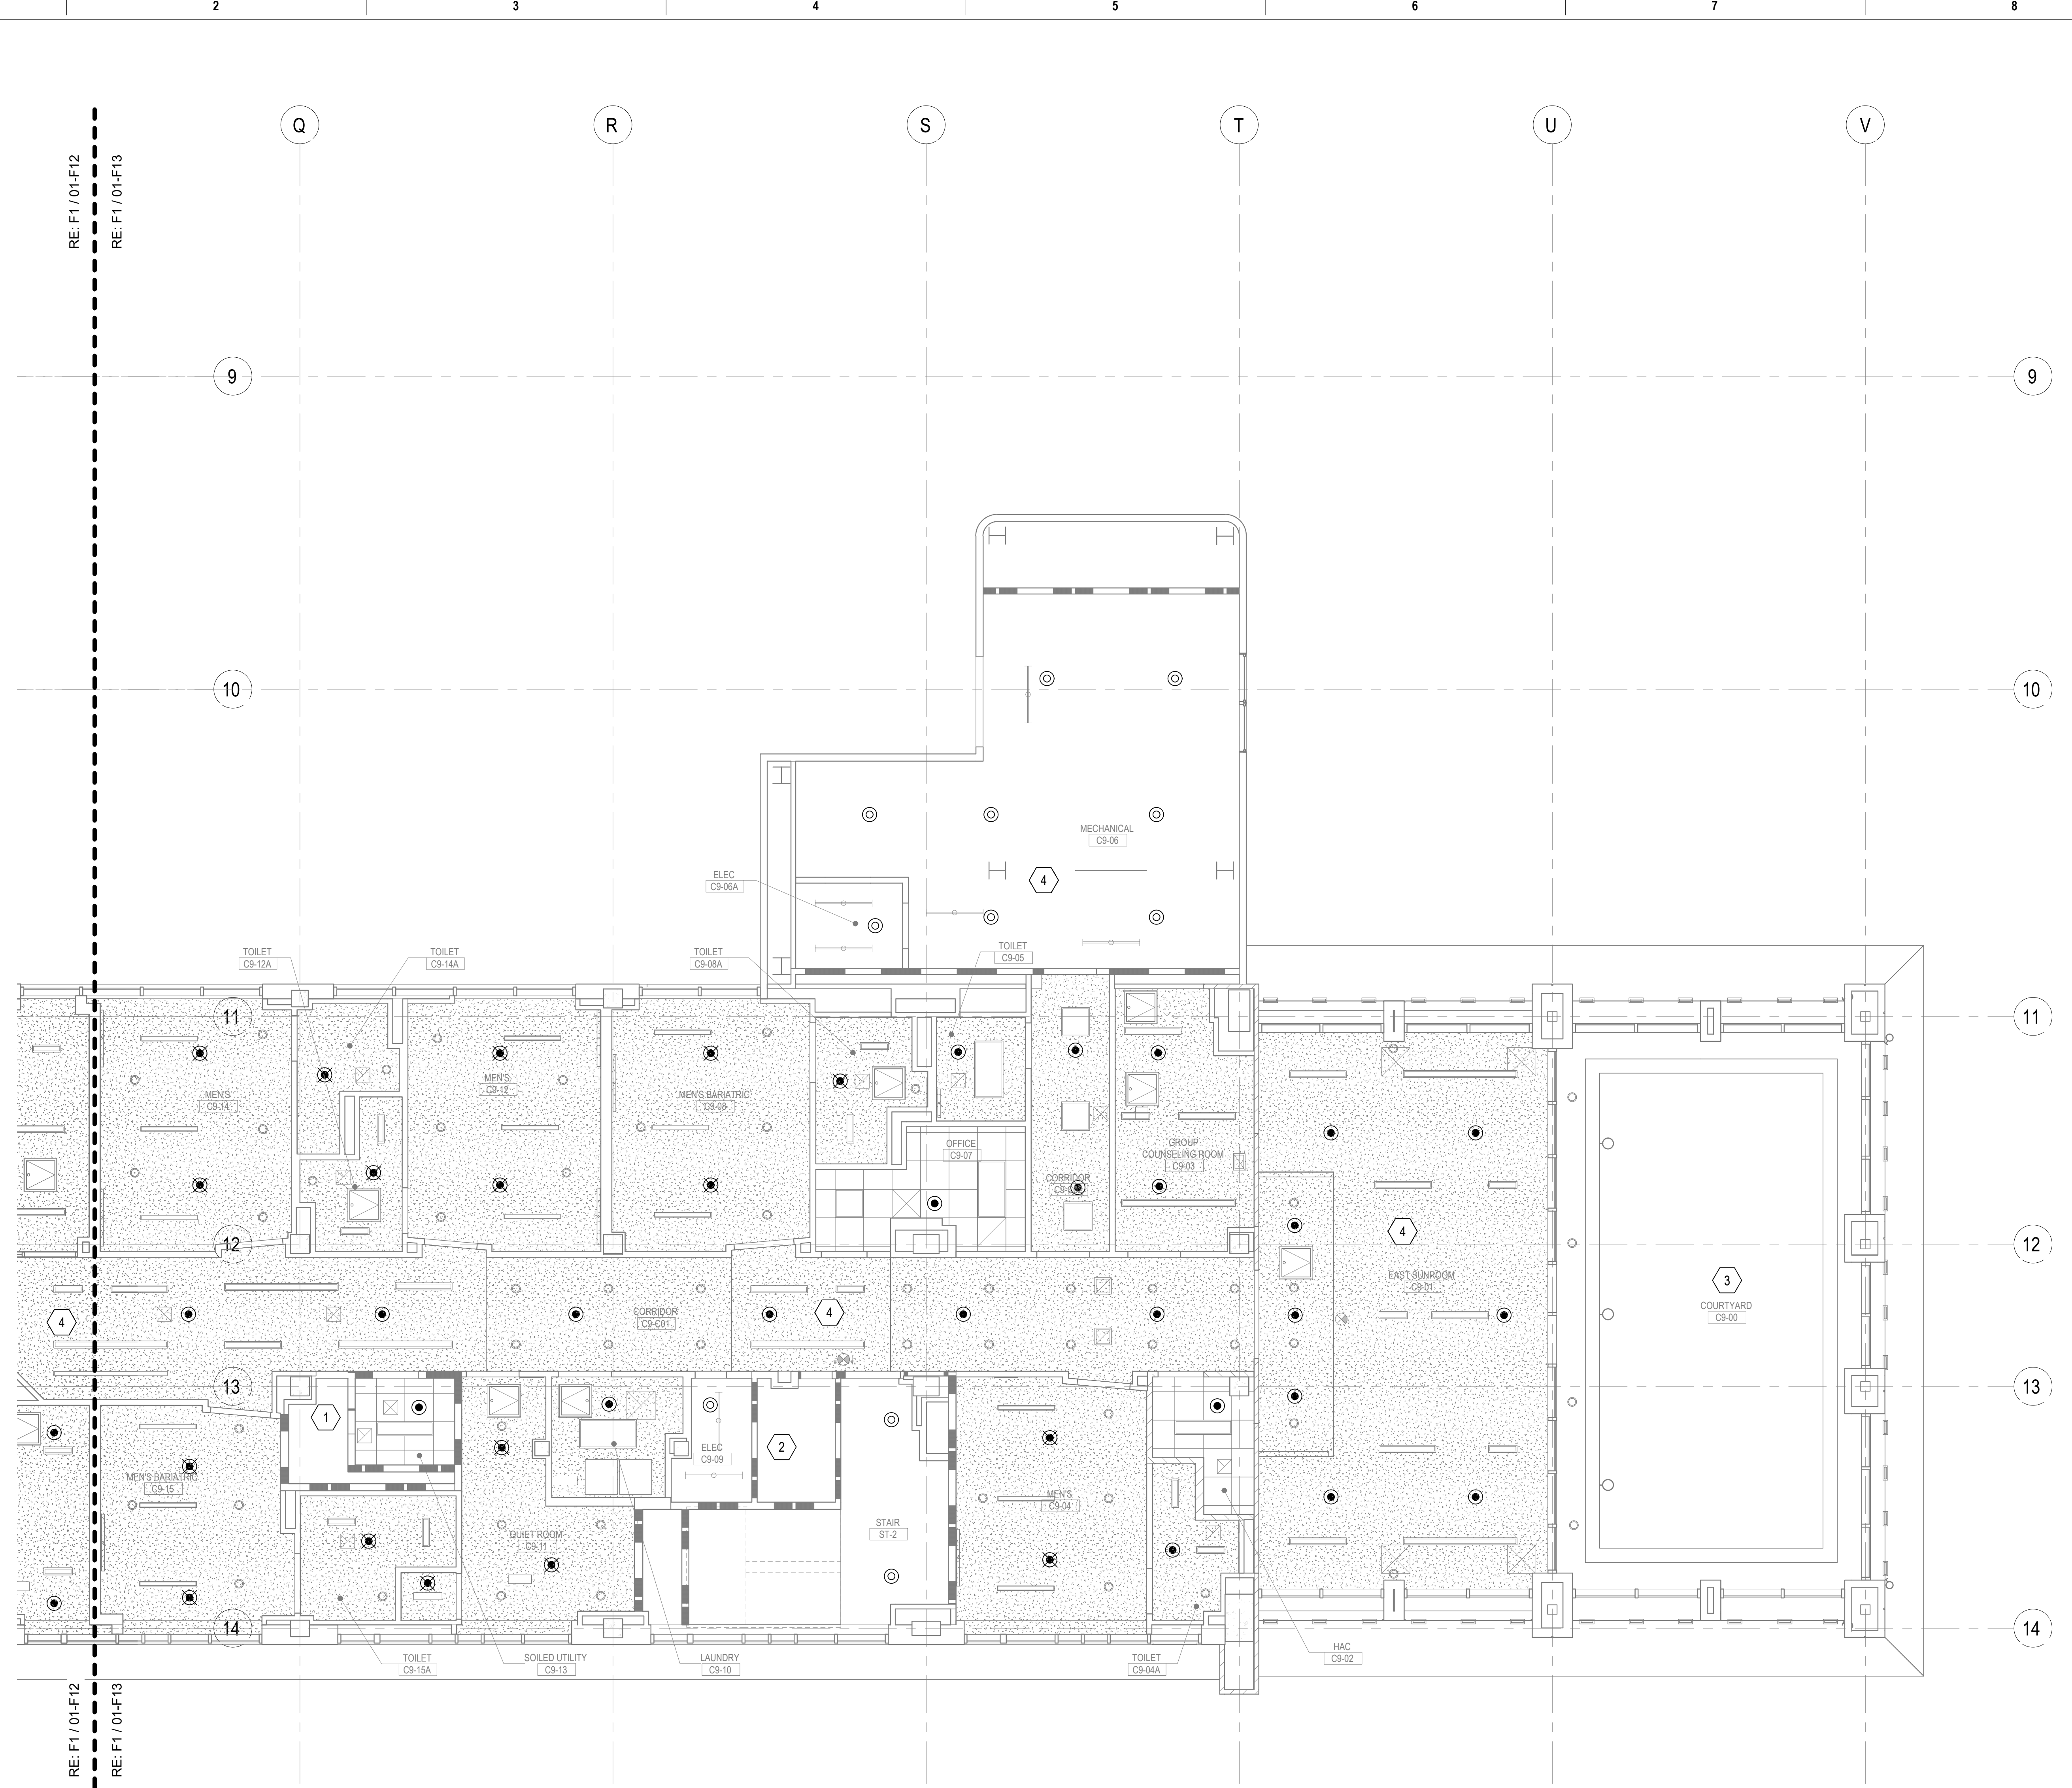 2 3 4 5 6 7 8
RE: F1 / 01-F12
RE: F1 / 01-F13
Q R S T U V
9 9
10 10
MECHANICAL
C9-06
4
ELEC
C9-06A
TOILET
C9-12A
TOILET
C9-14A
TOILET
C9-08A
TOILET
C9-05
11 11
MEN'S
C9-14
MEN'S
C9-12
MEN'S BARIATRIC
C9-08
OFFICE
C9-07
GROUP
COUNSELING ROOM
C9-03
CORRIDOR
4
12 12
EAST SUNROOM
C9-01
3
COURTYARD
C9-00
4
CORRIDOR
C9-C01
4
13 13
1
2
ELEC
C9-09
MEN'S BARIATRIC
C9-15
MEN'S
C9-04
QUIET ROOM
C9-11
STAIR
ST-2
14 14
TOILET
C9-15A
SOILED UTILITY
C9-13
LAUNDRY
C9-10
TOILET
C9-04A
HAC
C9-02
RE: F1 / 01-F12
RE: F1 / 01-F13